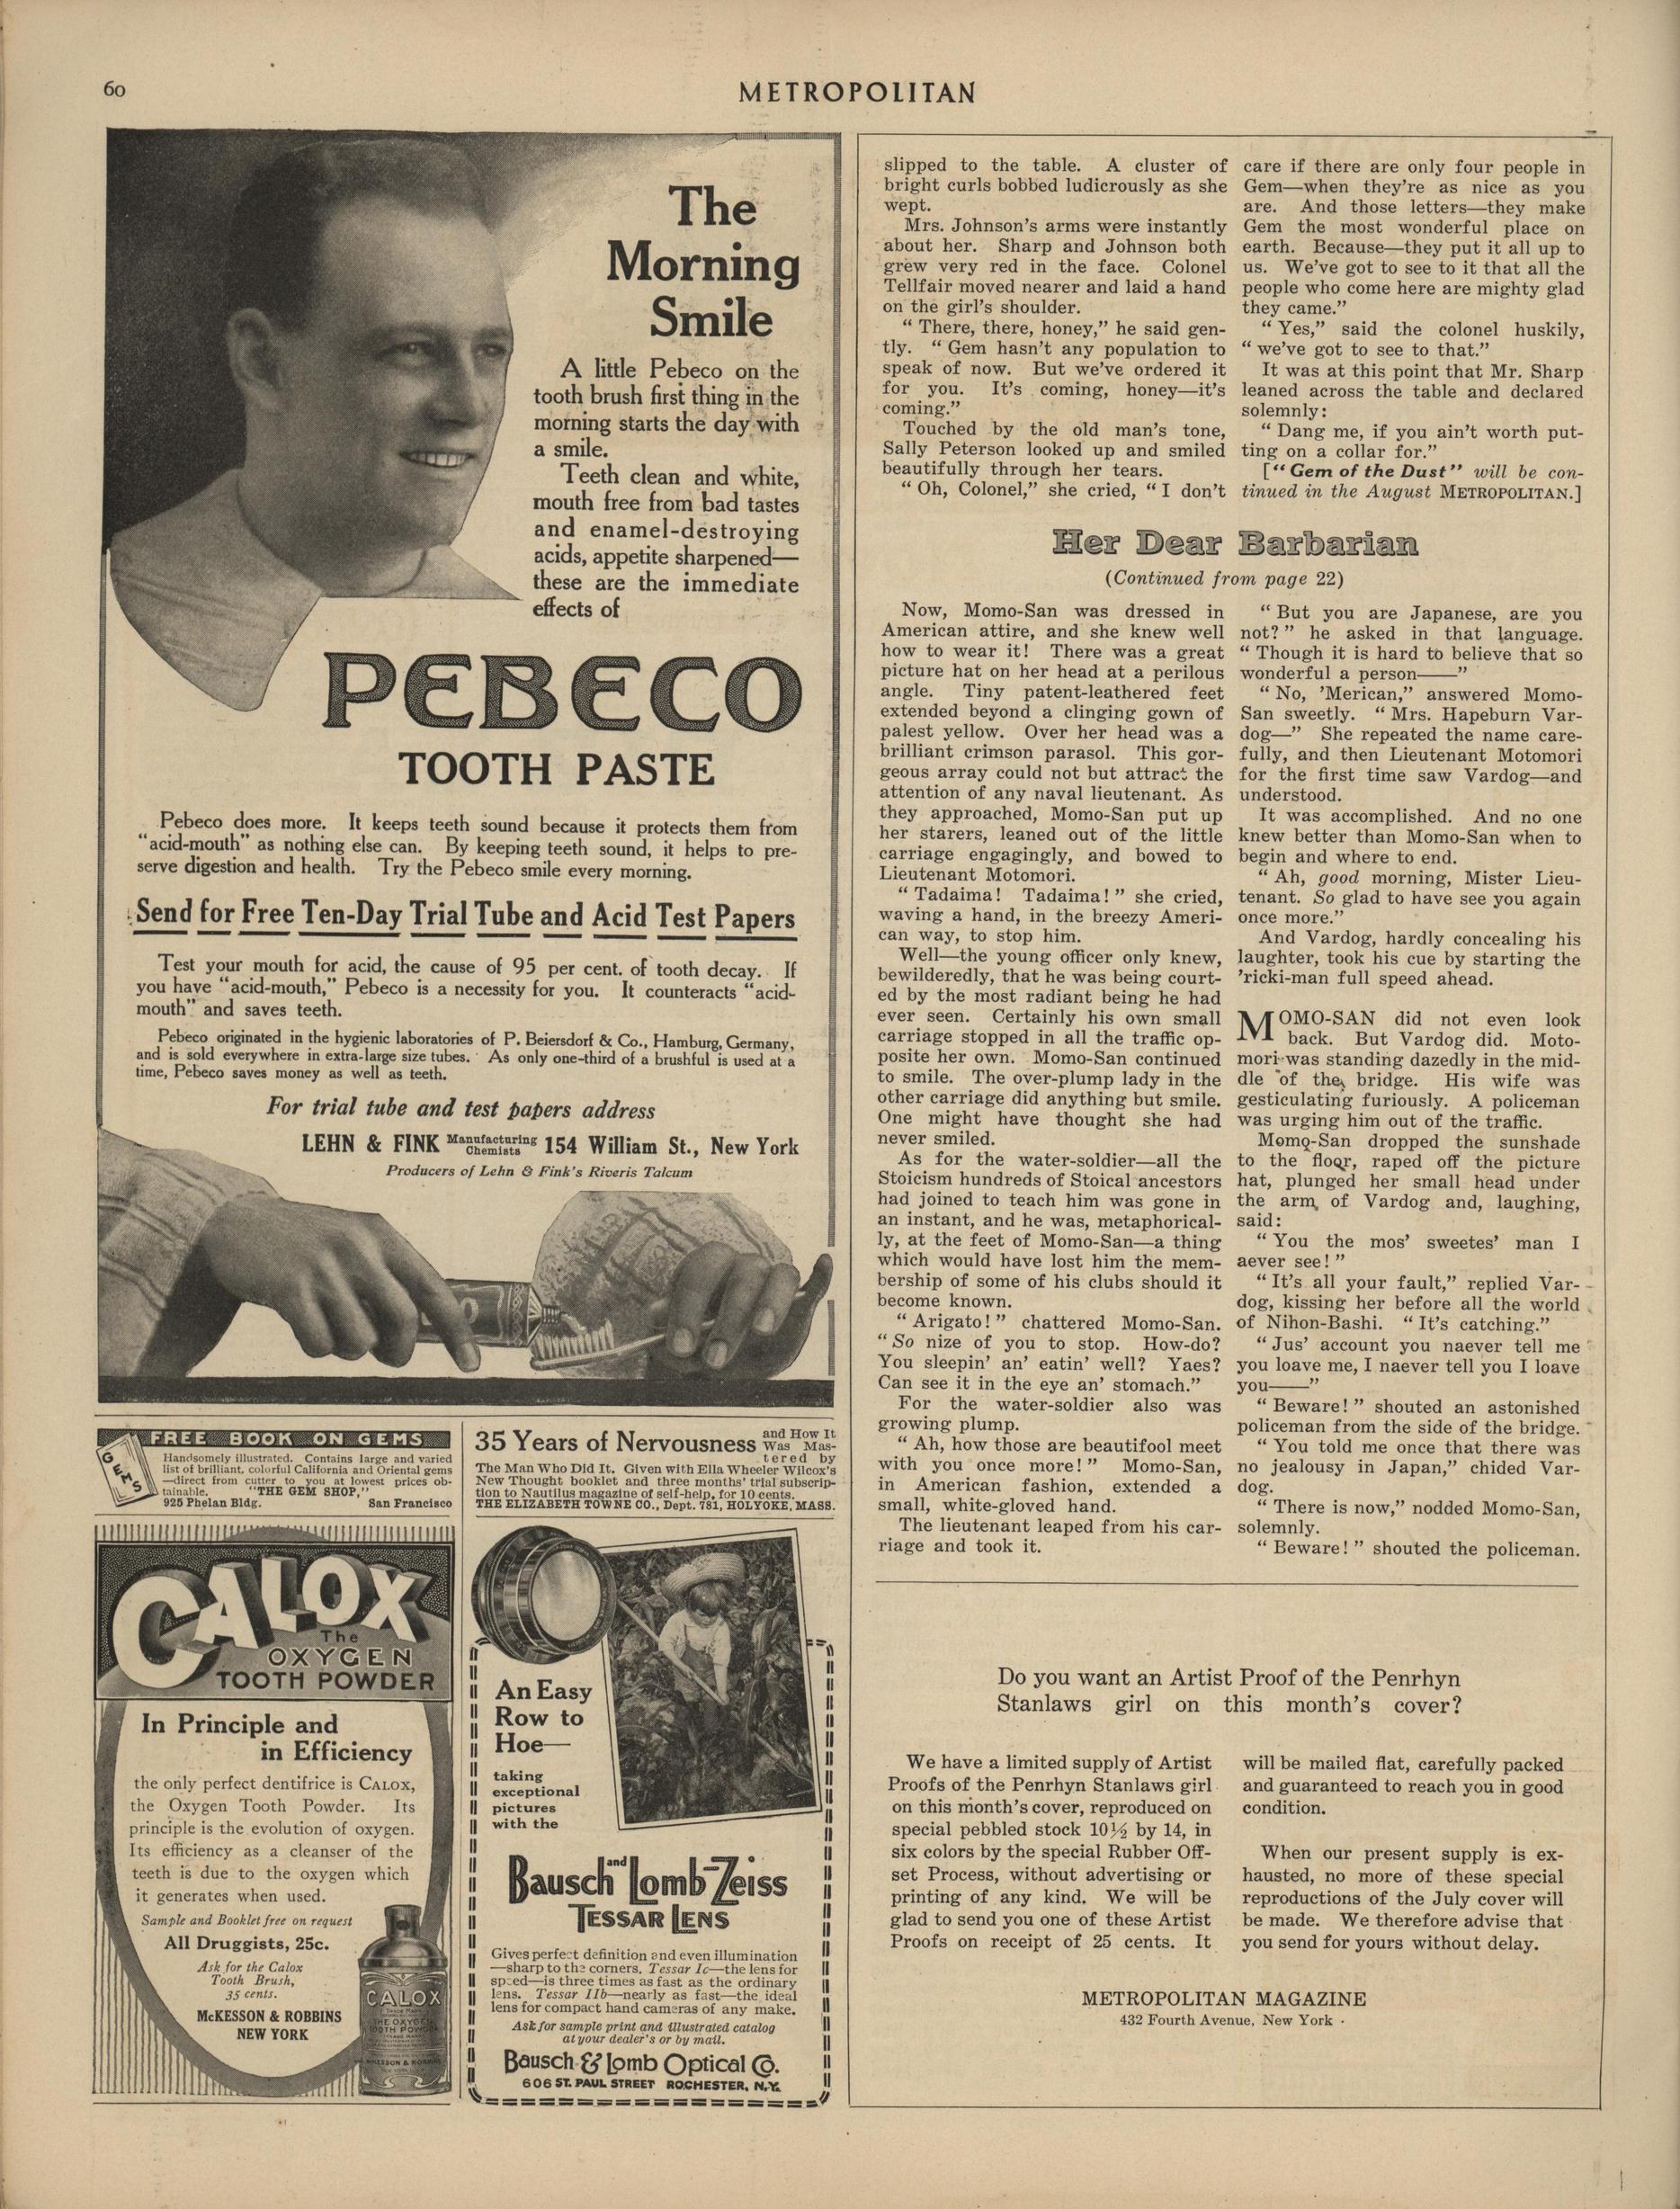 60
METROPOLITAN
The
Morning
Smile
A little Pebeco on the
tooth brush first thing in the
morning starts the day with
a smile.
Teeth clean and white,
mouth free from bad tastes
and enamel-destroying
acids, appetite sharpened—
these are the immediate
effects of
PEBECO
TOOTH PASTE
Pebeco does more. It keeps teeth sound because it protects them from
"acid-mouth" as nothing else can. By keeping teeth sound, it helps to pre-
serve digestion and health. Try the Pebeco smile every morning.
Send for Free Ten-Day Trial Tube and Acid Test Papers
Test your mouth for acid, the cause of 95 per cent. of tooth decay. If
you have "acid-mouth," Pebeco is a necessity for you. It counteracts "acid-
mouth" and saves teeth.
Pebeco originated in the hygienic laboratories of P. Beiersdorf & Co., Hamburg, Germany,
and is sold everywhere in extra-large size tubes. As only one-third of a brushful is used at a
time, Pebeco saves money as well as teeth.
For trial tube and test papers address
LEHN & FINK Manufacturing Chemists 154 William St., New York
Producers of Lehn & Fink's Riveris Talcum
FREE BOOK ON GEMS
GEMS
Handsomely illustrated. Contains large and varied
list of brilliant, colorful California and Oriental gems
—direct from cutter to you at lowest prices ob-
tainable. "THE GEM SHOP,"
925 Phelan Bldg. San Francisco
35 Years of Nervousness and How It
Was Mas-
tered by
The Man Who Did It. Given with Ella Wheeler Wilcox's
New Thought booklet and three months' trial subscrip-
tion to Nautilus magazine of self-help, for 10 cents.
THE ELIZABETH TOWNE CO., Dept. 781, HOLYOKE, MASS.
CALOX
The
OXYGEN
TOOTH POWDER
In Principle and
in Efficiency
the only perfect dentifrice is CALOX,
the Oxygen Tooth Powder. Its
principle is the evolution of oxygen.
Its efficiency as a cleanser of the
teeth is due to the oxygen which
it generates when used.
Sample and Booklet free on request
All Druggists, 25c.
Ask for the Calox
Tooth Brush,
35 cents.
McKESSON & ROBBINS
NEW YORK
CALOX
THE OXYGEN
TOOTH POWDER
An Easy
Row to
Hoe—
taking
exceptional
pictures
with the
Bausch and Lomb-Zeiss
TESSAR LENS
Gives perfect definition and even illumination
—sharp to the corners. Tessar Ic—the lens for
speed—is three times as fast as the ordinary
lens. Tessar IIb—nearly as fast—the ideal
lens for compact hand cameras of any make.
Ask for sample print and illustrated catalog
at your dealer's or by mail.
Bausch & Lomb Optical Co.
606 ST. PAUL STREET ROCHESTER, N.Y.
slipped to the table. A cluster of
bright curls bobbed ludicrously as she
wept.
Mrs. Johnson's arms were instantly
about her. Sharp and Johnson both
grew very red in the face. Colonel
Tellfair moved nearer and laid a hand
on the girl's shoulder.
"There, there, honey," he said gen-
tly. "Gem hasn't any population to
speak of now. But we've ordered it
for you. It's coming, honey—it's
coming."
Touched by the old man's tone,
Sally Peterson looked up and smiled
beautifully through her tears.
"Oh, Colonel," she cried, "I don't
care if there are only four people in
Gem—when they're as nice as you
are. And those letters—they make
Gem the most wonderful place on
earth. Because—they put it all up to
us. We've got to see to it that all the
people who come here are mighty glad
they came."
"Yes," said the colonel huskily,
"we've got to see to that."
It was at this point that Mr. Sharp
leaned across the table and declared
solemnly:
"Dang me, if you ain't worth put-
ting on a collar for."
["Gem of the Dust" will be con-
tinued in the August METROPOLITAN.]
Her Dear Barbarian
(Continued from page 22)
Now, Momo-San was dressed in
American attire, and she knew well
how to wear it! There was a great
picture hat on her head at a perilous
angle. Tiny patent-leathered feet
extended beyond a clinging gown of
palest yellow. Over her head was a
brilliant crimson parasol. This gor-
geous array could not but attract the
attention of any naval lieutenant. As
they approached, Momo-San put up
her starers, leaned out of the little
carriage engagingly, and bowed to
Lieutenant Motomori.
"Tadaima! Tadaima!" she cried,
waving a hand, in the breezy Ameri-
can way, to stop him.
Well—the young officer only knew,
bewilderedly, that he was being court-
ed by the most radiant being he had
ever seen. Certainly his own small
carriage stopped in all the traffic op-
posite her own. Momo-San continued
to smile. The over-plump lady in the
other carriage did anything but smile.
One might have thought she had
never smiled.
As for the water-soldier—all the
Stoicism hundreds of Stoical ancestors
had joined to teach him was gone in
an instant, and he was, metaphorical-
ly, at the feet of Momo-San—a thing
which would have lost him the mem-
bership of some of his clubs should it
become known.
"Arigato!" chattered Momo-San.
"So nize of you to stop. How-do?
You sleepin' an' eatin' well? Yaes?
Can see it in the eye an' stomach."
For the water-soldier also was
growing plump.
"Ah, how those are beautifool meet
with you once more!" Momo-San,
in American fashion, extended a
small, white-gloved hand.
The lieutenant leaped from his car-
riage and took it.
"But you are Japanese, are you
not?" he asked in that language.
"Though it is hard to believe that so
wonderful a person——"
"No, 'Merican," answered Momo-
San sweetly. "Mrs. Hapeburn Var-
dog—" She repeated the name care-
fully, and then Lieutenant Motomori
for the first time saw Vardog—and
understood.
It was accomplished. And no one
knew better than Momo-San when to
begin and where to end.
"Ah, good morning, Mister Lieu-
tenant. So glad to have see you again
once more."
And Vardog, hardly concealing his
laughter, took his cue by starting the
'ricki-man full speed ahead.
MOMO-SAN did not even look
back. But Vardog did. Moto-
mori was standing dazedly in the mid-
dle of the bridge. His wife was
gesticulating furiously. A policeman
was urging him out of the traffic.
Momo-San dropped the sunshade
to the floor, raped off the picture
hat, plunged her small head under
the arm of Vardog and, laughing,
said:
"You the mos' sweetes' man I
aever see!"
"It's all your fault," replied Var-
dog, kissing her before all the world
of Nihon-Bashi. "It's catching."
"Jus' account you naever tell me
you loave me, I naever tell you I loave
you——"
"Beware!" shouted an astonished
policeman from the side of the bridge.
"You told me once that there was
no jealousy in Japan," chided Var-
dog.
"There is now," nodded Momo-San,
solemnly.
"Beware!" shouted the policeman.
Do you want an Artist Proof of the Penrhyn
Stanlaws girl on this month's cover?
We have a limited supply of Artist
Proofs of the Penrhyn Stanlaws girl
on this month's cover, reproduced on
special pebbled stock 10½ by 14, in
six colors by the special Rubber Off-
set Process, without advertising or
printing of any kind. We will be
glad to send you one of these Artist
Proofs on receipt of 25 cents. It
will be mailed flat, carefully packed
and guaranteed to reach you in good
condition.
When our present supply is ex-
hausted, no more of these special
reproductions of the July cover will
be made. We therefore advise that
you send for yours without delay.
METROPOLITAN MAGAZINE
432 Fourth Avenue, New York